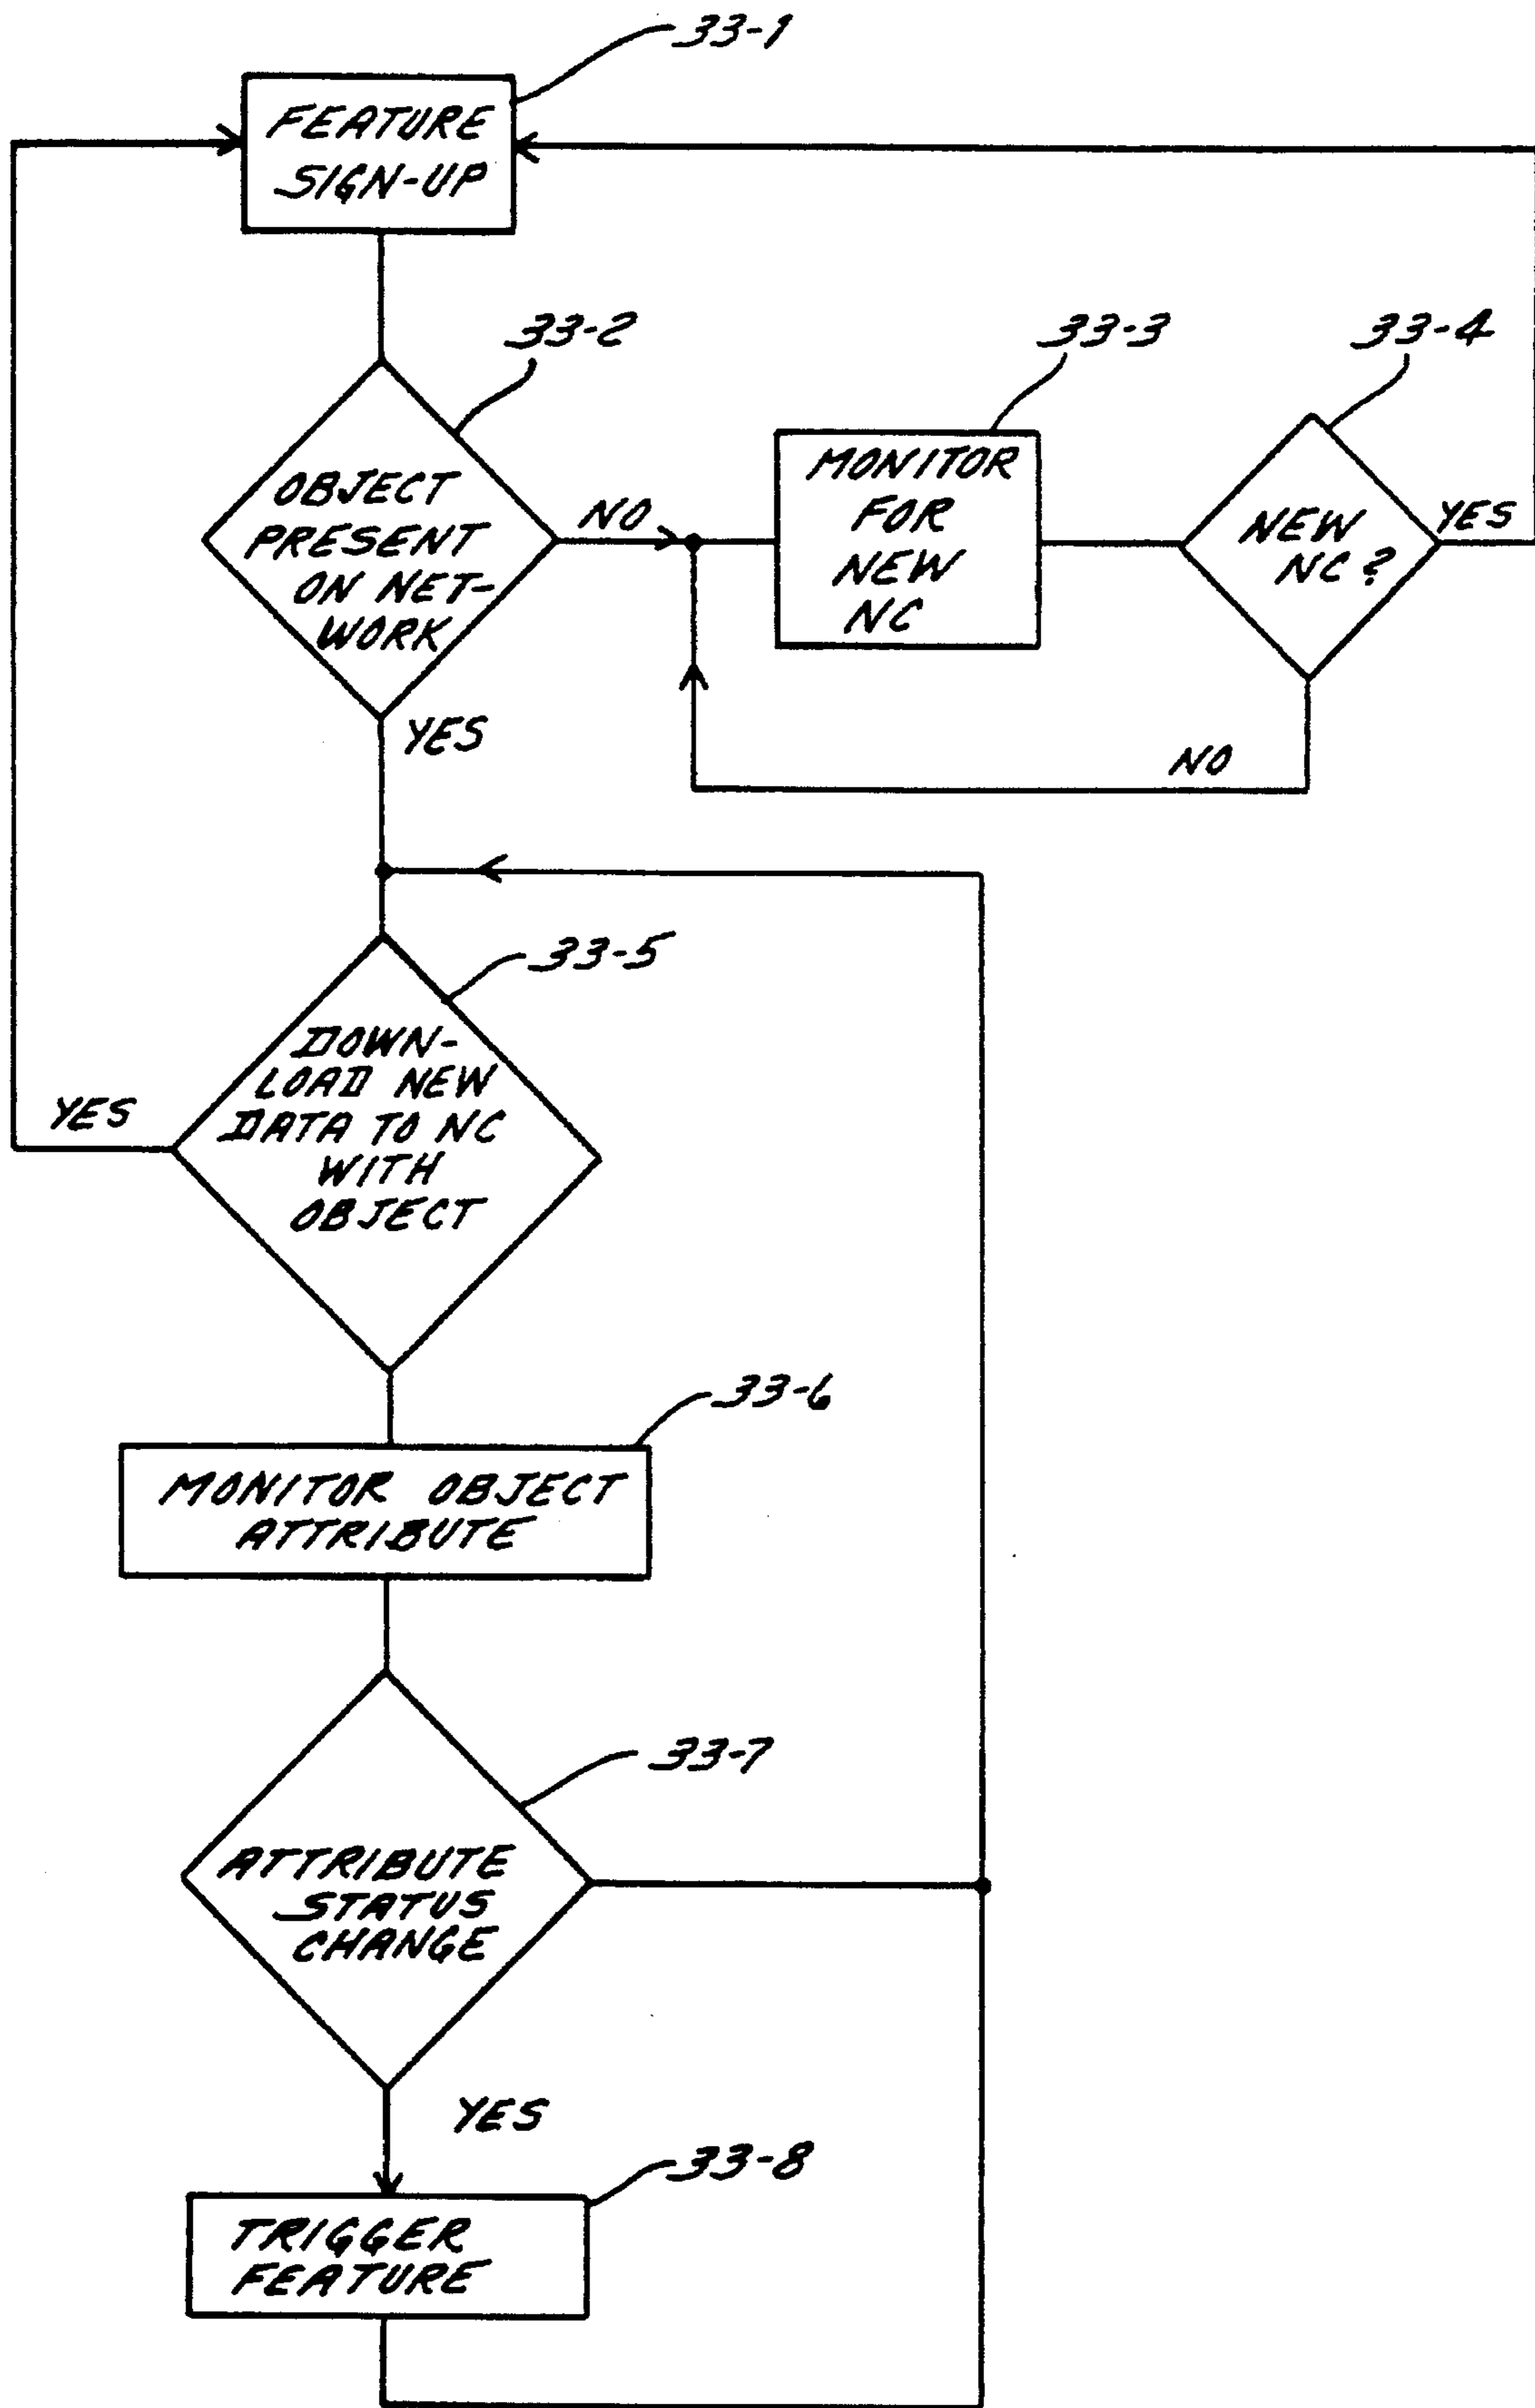 33-1
FEATURE
SIGN-UP
33-2
33-3
33-4
OBJECT
PRESENT
ON NET-
WORK
NO
MONITOR
FOR
NEW
NC
NEW
NC?
YES
YES
NO
33-5
DOWN-
LOAD NEW
DATA TO NC
WITH
OBJECT
YES
33-6
MONITOR OBJECT
ATTRIBUTE
33-7
ATTRIBUTE
STATUS
CHANGE
YES
33-8
TRIGGER
FEATURE